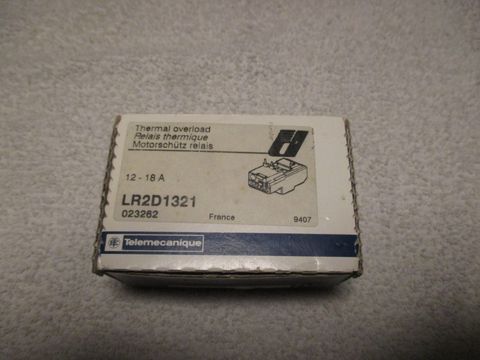 Thermal overload
Relais thermique
Motorschütz relais
12 - 18 A
LR2D1321
023262
France
9407
Telemecanique